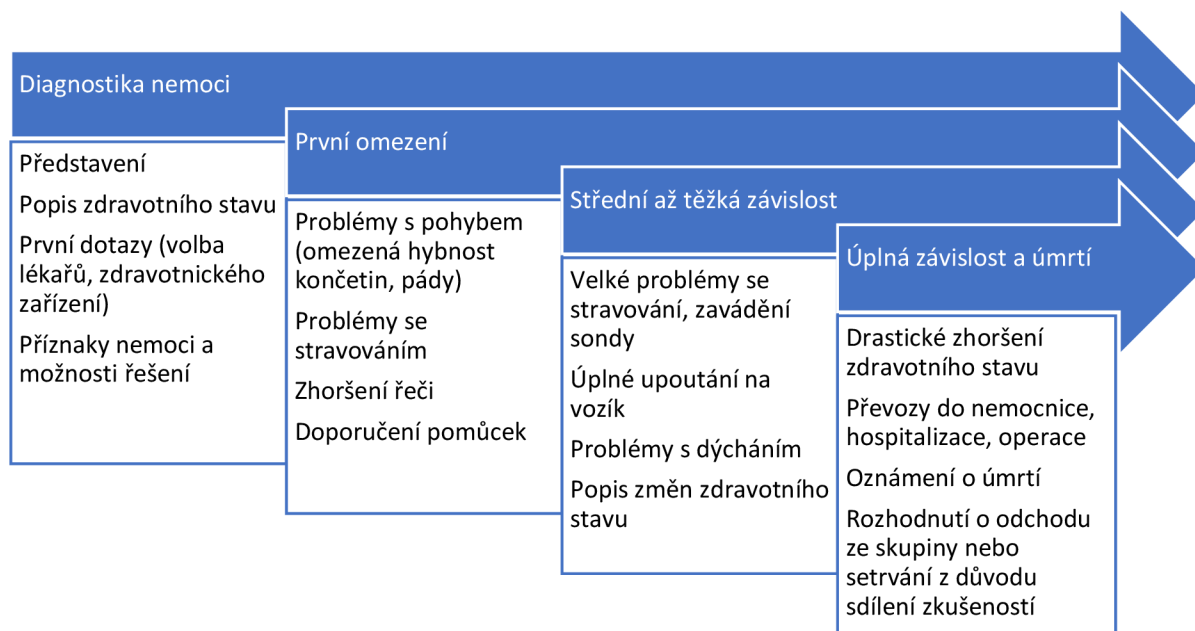 Diagnostika nemoci
Představení
Popis zdravotního stavu
První dotazy (volba
lékařů, zdravotnického
zařízení)
Příznaky nemoci a
možnosti řešení
První omezení
Problémy s pohybem
(omezená hybnost
končetin, pády)
Problémy se
stravováním
Zhoršení řeči
Doporučení pomůcek
Střední až těžká závislost
Velké problémy se
stravování, zavádění
sondy
Úplné upoutání na
vozík
Problémy s dýcháním
Popis změn zdravotního
stavu
Úplná závislost a úmrtí
Drastické zhoršení
zdravotního stavu
Převozy do nemocnice,
hospitalizace, operace
Oznámení o úmrtí
Rozhodnutí o odchodu
ze skupiny nebo
setrvání z důvodu
sdílení zkušeností